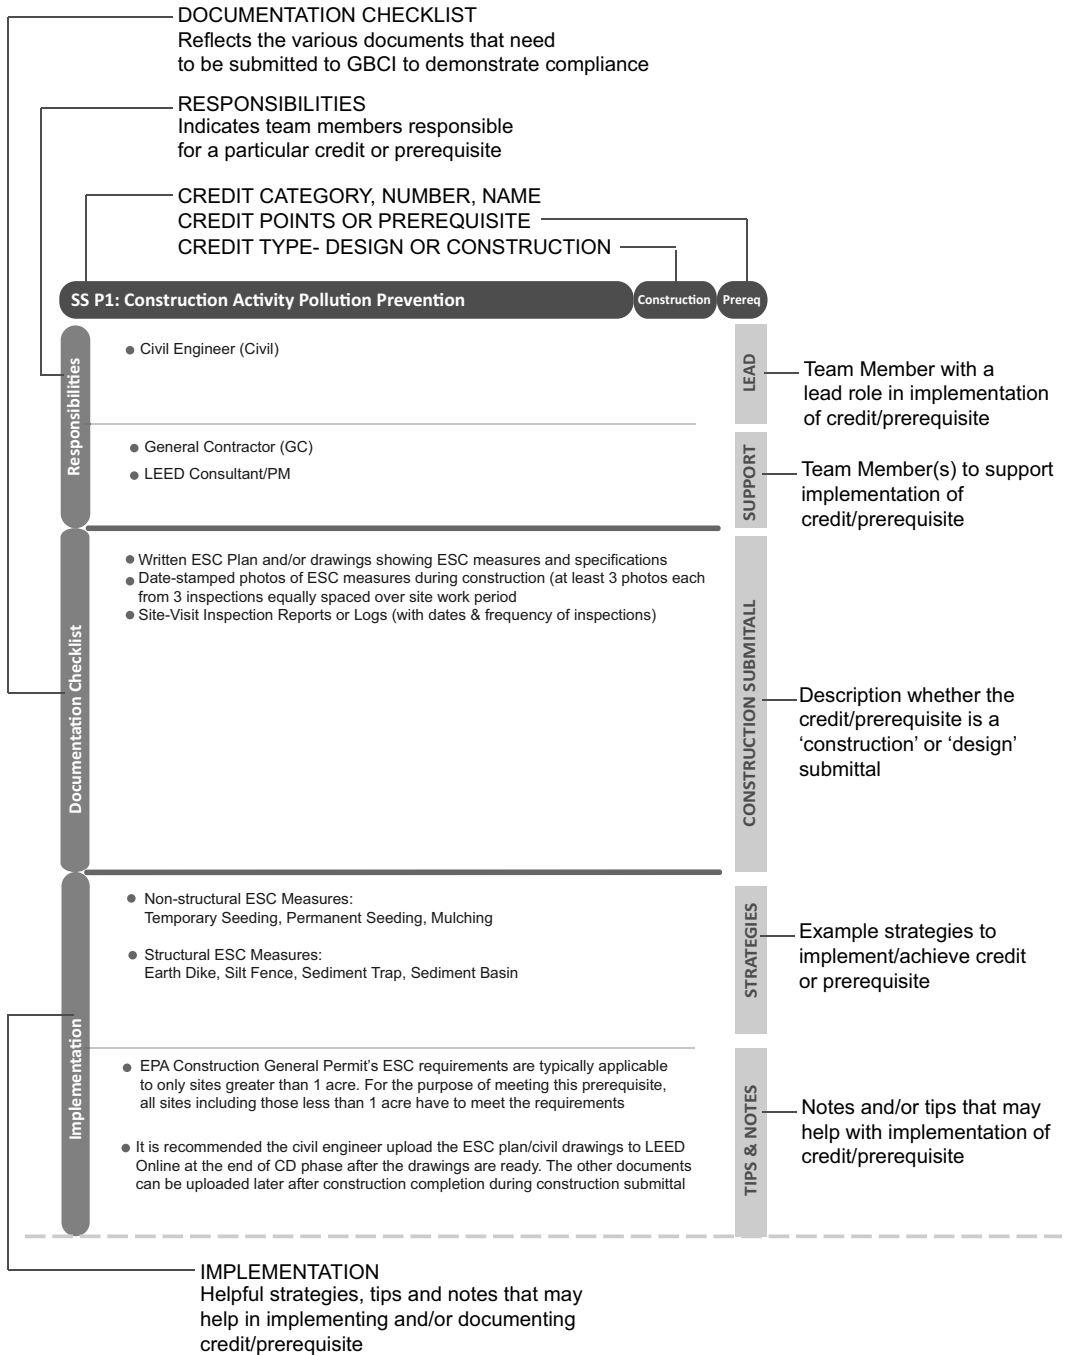 DOCUMENTATION CHECKLIST
Reflects the various documents that need
to be submitted to GBCI to demonstrate compliance
RESPONSIBILITIES
Indicates team members responsible
for a particular credit or prerequisite
CREDIT CATEGORY, NUMBER, NAME
CREDIT POINTS OR PREREQUISITE
CREDIT TYPE- DESIGN OR CONSTRUCTION
SS P1: Construction Activity Pollution Prevention
Construction
Prereq
Responsibilities
● Civil Engineer (Civil)
LEAD
Team Member with a
lead role in implementation
of credit/prerequisite
● General Contractor (GC)
● LEED Consultant/PM
SUPPORT
Team Member(s) to support
implementation of
credit/prerequisite
Documentation Checklist
● Written ESC Plan and/or drawings showing ESC measures and specifications
● Date-stamped photos of ESC measures during construction (at least 3 photos each
from 3 inspections equally spaced over site work period
● Site-Visit Inspection Reports or Logs (with dates & frequency of inspections)
CONSTRUCTION SUBMITALL
Description whether the
credit/prerequisite is a
‘construction’ or ‘design’
submittal
Implementation
● Non-structural ESC Measures:
Temporary Seeding, Permanent Seeding, Mulching
● Structural ESC Measures:
Earth Dike, Silt Fence, Sediment Trap, Sediment Basin
STRATEGIES
Example strategies to
implement/achieve credit
or prerequisite
● EPA Construction General Permit’s ESC requirements are typically applicable
to only sites greater than 1 acre. For the purpose of meeting this prerequisite,
all sites including those less than 1 acre have to meet the requirements
● It is recommended the civil engineer upload the ESC plan/civil drawings to LEED
Online at the end of CD phase after the drawings are ready. The other documents
can be uploaded later after construction completion during construction submittal
TIPS & NOTES
Notes and/or tips that may
help with implementation of
credit/prerequisite
IMPLEMENTATION
Helpful strategies, tips and notes that may
help in implementing and/or documenting
credit/prerequisite